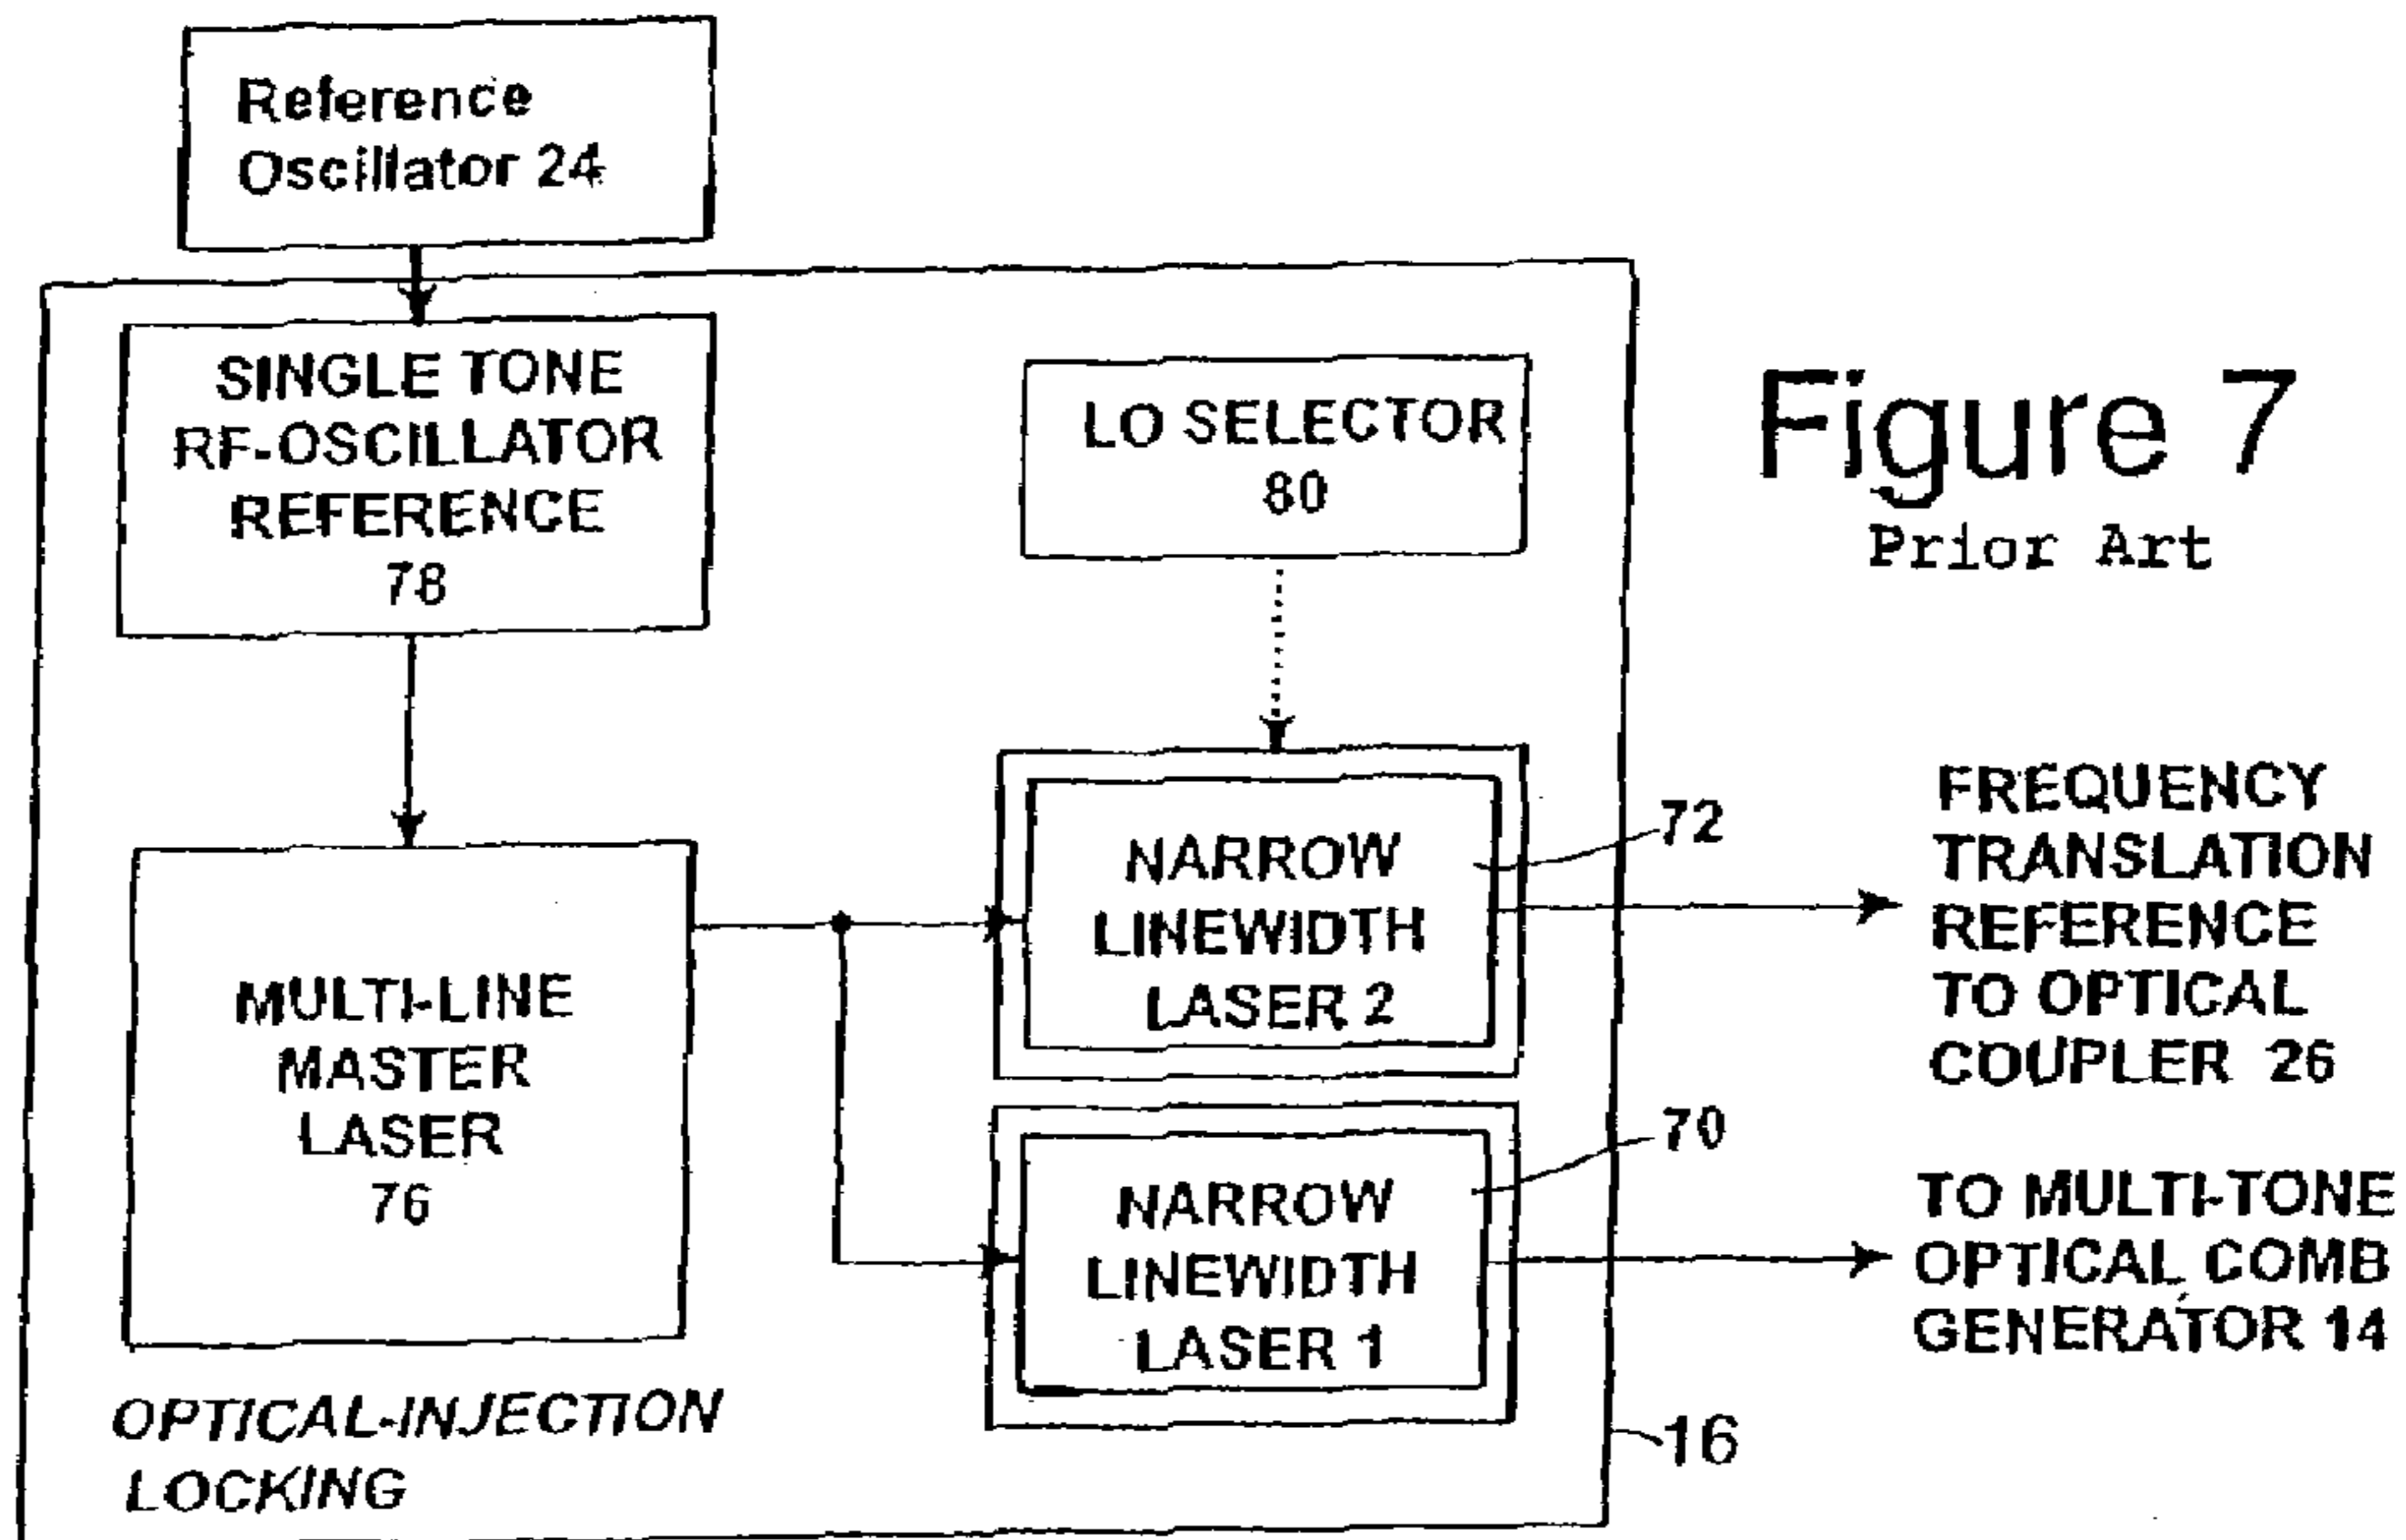 Reference
Oscillator 24
SINGLE TONE
RF-OSCILLATOR
REFERENCE
78
LO SELECTOR
80
Figure 7
Prior Art
MULTI-LINE
MASTER
LASER
76
NARROW
LINEWIDTH
LASER 2
72
FREQUENCY
TRANSLATION
REFERENCE
TO OPTICAL
COUPLER 26
NARROW
LINEWIDTH
LASER 1
70
TO MULTI-TONE
OPTICAL COMB
GENERATOR 14
OPTICAL-INJECTION
LOCKING
16